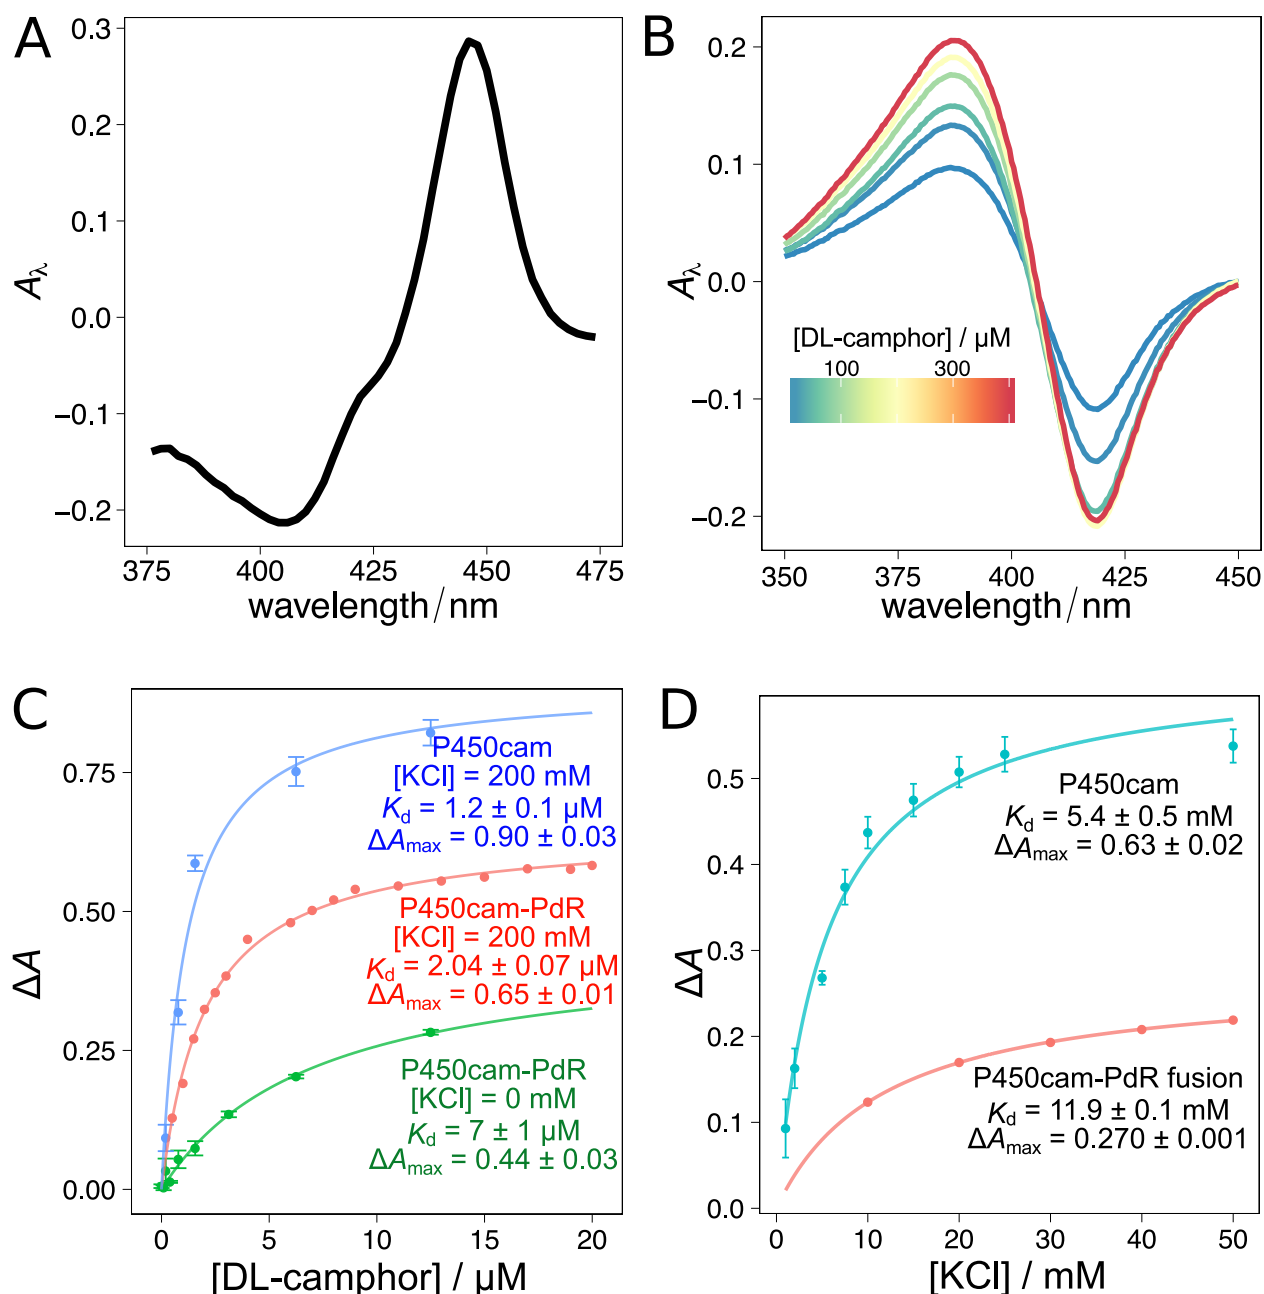 A
0.3
0.2
0.1
0.0
−0.1
−0.2
Aλ
375 400 425 450 475
wavelength/nm
B
0.2
0.1
0.0
−0.1
−0.2
Aλ
[DL-camphor] / µM
100 300
350 375 400 425 450
wavelength/nm
C
0.75
0.50
0.25
0.00
ΔA
P450cam
[KCl] = 200 mM
Kd = 1.2 ± 0.1 µM
ΔAmax = 0.90 ± 0.03
P450cam-PdR
[KCl] = 200 mM
Kd = 2.04 ± 0.07 µM
ΔAmax = 0.65 ± 0.01
P450cam-PdR
[KCl] = 0 mM
Kd = 7 ± 1 µM
ΔAmax = 0.44 ± 0.03
0 5 10 15 20
[DL-camphor] / µM
D
0.5
0.4
0.3
0.2
0.1
0.0
ΔA
P450cam
Kd = 5.4 ± 0.5 mM
ΔAmax = 0.63 ± 0.02
P450cam-PdR fusion
Kd = 11.9 ± 0.1 mM
ΔAmax = 0.270 ± 0.001
0 10 20 30 40 50
[KCl] / mM